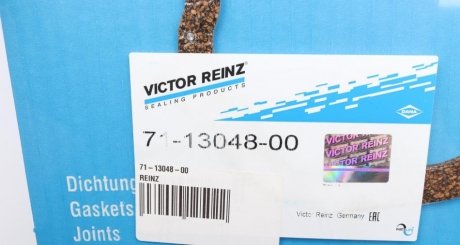 VICTOR REINZ®
SEALING PRODUCTS
DANA
71-13048-00
VICTOR REINZ
VICTOR REINZ
VICTOR REINZ
71-13048-00
REINZ
Dichtung
Gaskets
Joints
Victor Reinz Germany EAC